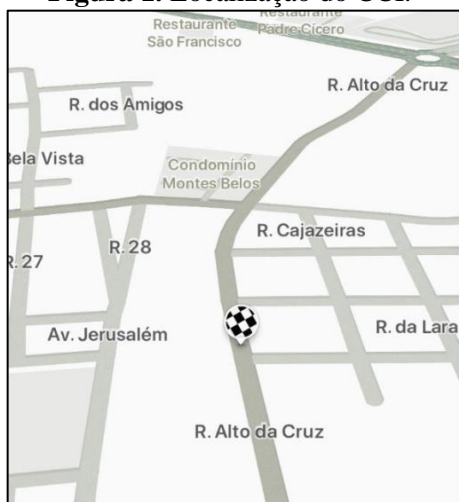 Figura 1. Localização do
Restaurante
São Francisco
Restaurante
Padre Cícero
R. Alto da Cruz
R. dos Amigos
Bela Vista
Condomínio
Montes Belos
R. Cajazeiras
R. 27
R. 28
Av. Jerusalém
R. da Lara
R. Alto da Cruz